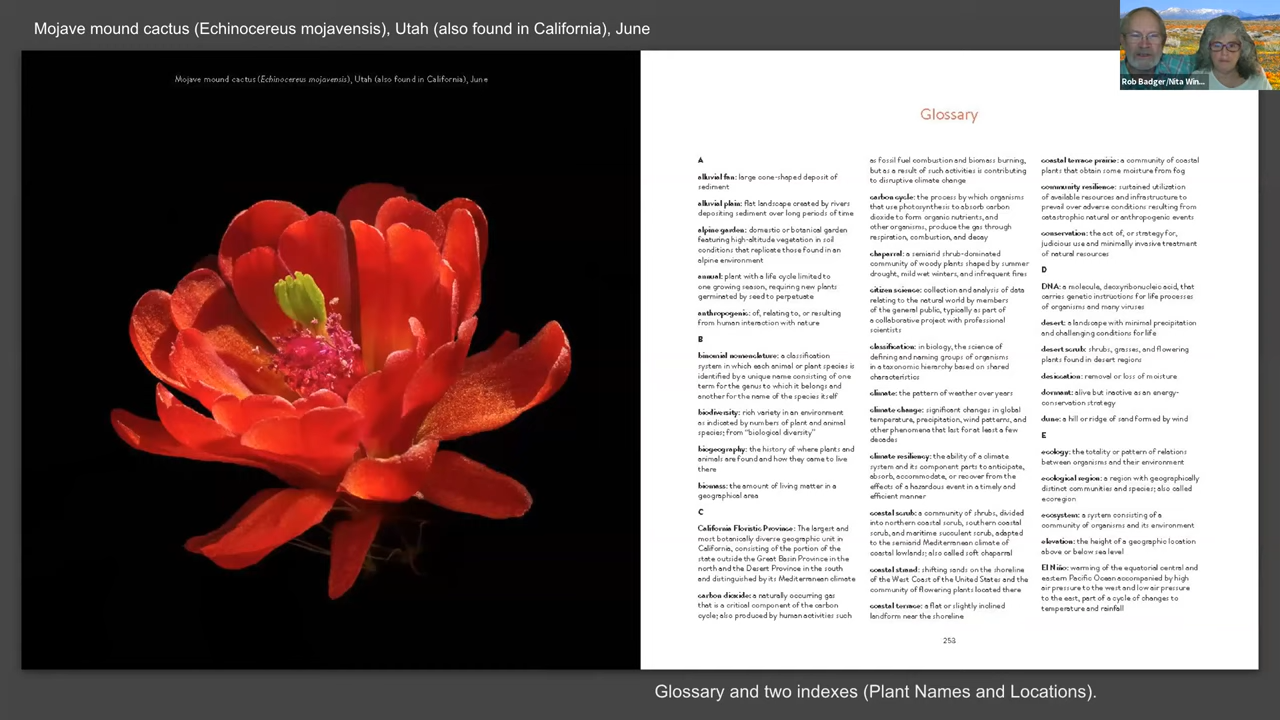 Mojave mound cactus (Echinocereus mojavensis), Utah (also found in California), June
Rob Badger/Nita Win...
Mojave mound cactus (Echinocereus mojavensis), Utah (also found in California), June
Glossary
A
alluvial fan: large cone-shaped deposit of
sediment
alluvial plain: flat landscape created by rivers
depositing sediment over long periods of time
alpine garden: domestic or botanical garden
featuring high-altitude vegetation in soil
conditions that replicate those found in an
alpine environment
annual: plant with a life cycle limited to
one growing season, requiring new plants
germinated by seed to perpetuate
anthropogenic: of, relating to, or resulting
from human interaction with nature
B
binomial nomenclature: a classification
system in which each animal or plant species is
identified by a unique name consisting of one
term for the genus to which it belongs and
another for the name of the species itself
biodiversity: rich variety in an environment
as indicated by numbers of plant and animal
species; from "biological diversity"
biogeography: the history of where plants and
animals are found and how they came to live
there
biomass: the amount of living matter in a
geographical area
C
California Floristic Province: The largest and
most botanically diverse geographic unit in
California, consisting of the portion of the
state outside the Great Basin Province in the
north and the Desert Province in the south
and distinguished by its Mediterranean climate
carbon dioxide: a naturally occurring gas
that is a critical component of the carbon
cycle; also produced by human activities such
as fossil fuel combustion and biomass burning,
but as a result of such activities is contributing
to disruptive climate change
carbon cycle: the process by which organisms
that use photosynthesis to absorb carbon
dioxide to form organic nutrients, and
other organisms, produce the gas through
respiration, combustion, and decay
chaparral: a semiarid shrub-dominated
community of woody plants shaped by summer
drought, mild wet winters, and infrequent fires
citizen science: collection and analysis of data
relating to the natural world by members
of the general public, typically as part of
a collaborative project with professional
scientists
classification: in biology, the science of
defining and naming groups of organisms
in a taxonomic hierarchy based on shared
characteristics
climate: the pattern of weather over years
climate change: significant changes in global
temperature, precipitation, wind patterns, and
other phenomena that last for at least a few
decades
climate resiliency: the ability of a climate
system and its component parts to anticipate,
absorb, accommodate, or recover from the
effects of a hazardous event in a timely and
efficient manner
coastal scrub: a community of shrubs, divided
into northern coastal scrub, southern coastal
scrub, and maritime succulent scrub, adapted
to the semiarid Mediterranean climate of
coastal lowlands; also called soft chaparral
coastal strand: shifting sands on the shoreline
of the West Coast of the United States and the
community of flowering plants located there
coastal terrace: a flat or slightly inclined
landform near the shoreline
coastal terrace prairie: a community of coastal
plants that obtain some moisture from fog
community resilience: sustained utilization
of available resources and infrastructure to
prevail over adverse conditions resulting from
catastrophic natural or anthropogenic events
conservation: the act of, or strategy for,
judicious use and minimally invasive treatment
of natural resources
D
DNA: a molecule, deoxyribonucleic acid, that
carries genetic instructions for life processes
of organisms and many viruses
desert: a landscape with minimal precipitation
and challenging conditions for life
desert scrub: shrubs, grasses, and flowering
plants found in desert regions
desiccation: removal or loss of moisture
dormant: alive but inactive as an energy-
conservation strategy
dune: a hill or ridge of sand formed by wind
E
ecology: the totality or pattern of relations
between organisms and their environment
ecological region: a region with geographically
distinct communities and species; also called
ecoregion
ecosystem: a system consisting of a
community of organisms and its environment
elevation: the height of a geographic location
above or below sea level
El Niño: warming of the equatorial central and
eastern Pacific Ocean accompanied by high
air pressure to the west and low air pressure
to the east, part of a cycle of changes to
temperature and rainfall
253
Glossary and two indexes (Plant Names and Locations).